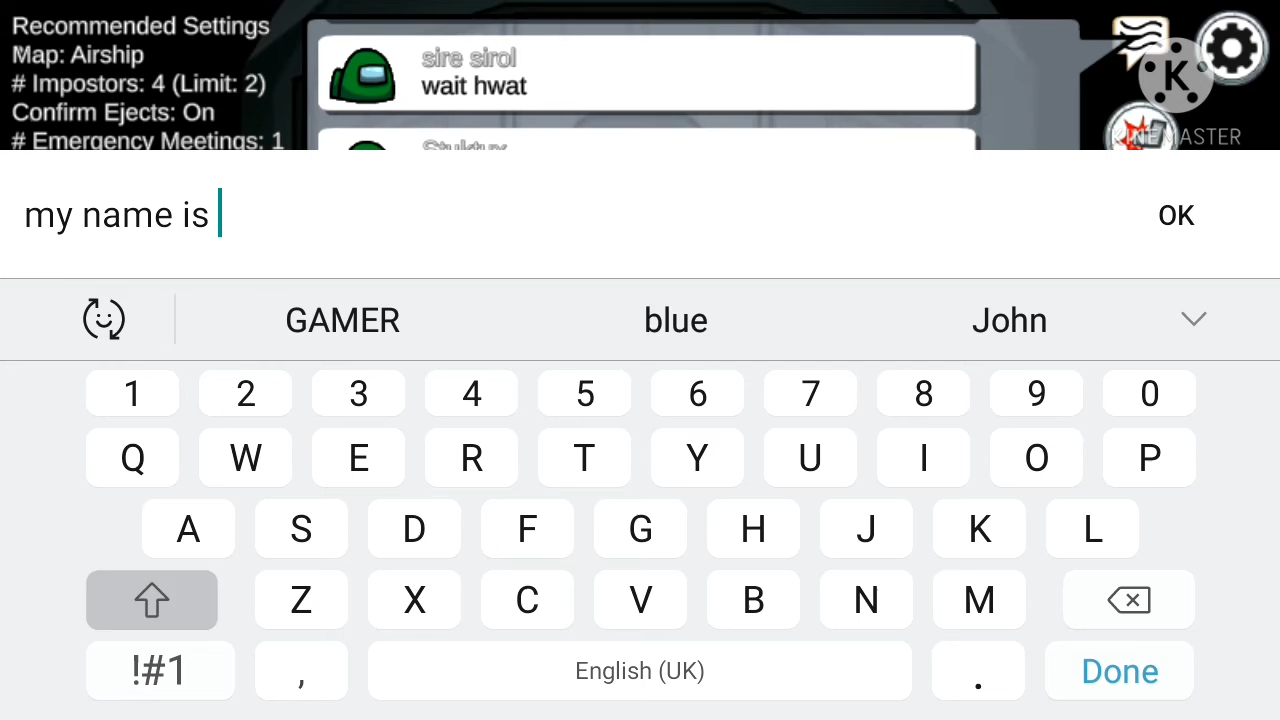 Recommended Settings
Map: Airship
# Impostors: 4 (Limit: 2)
Confirm Ejects: On
# Emergency Meetings: 1
sire sirol
wait hwat
Stuktux
K
KINEMASTER
my name is
OK
GAMER blue John
1 2 3 4 5 6 7 8 9 0
Q W E R T Y U I O P
A S D F G H J K L
Z X C V B N M
!#1 , English (UK) . Done